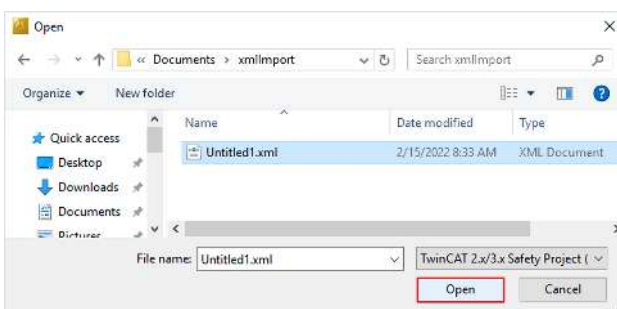 Open
« Documents › xmlImport
Search xmlImport
Organize
New folder
Name
Date modified
Type
Quick access
Untitled1.xml
2/15/2022 8:33 AM
XML Document
Desktop
Downloads
Documents
Pictures
File name:
Untitled1.xml
TwinCAT 2.x/3.x Safety Project (
Open
Cancel